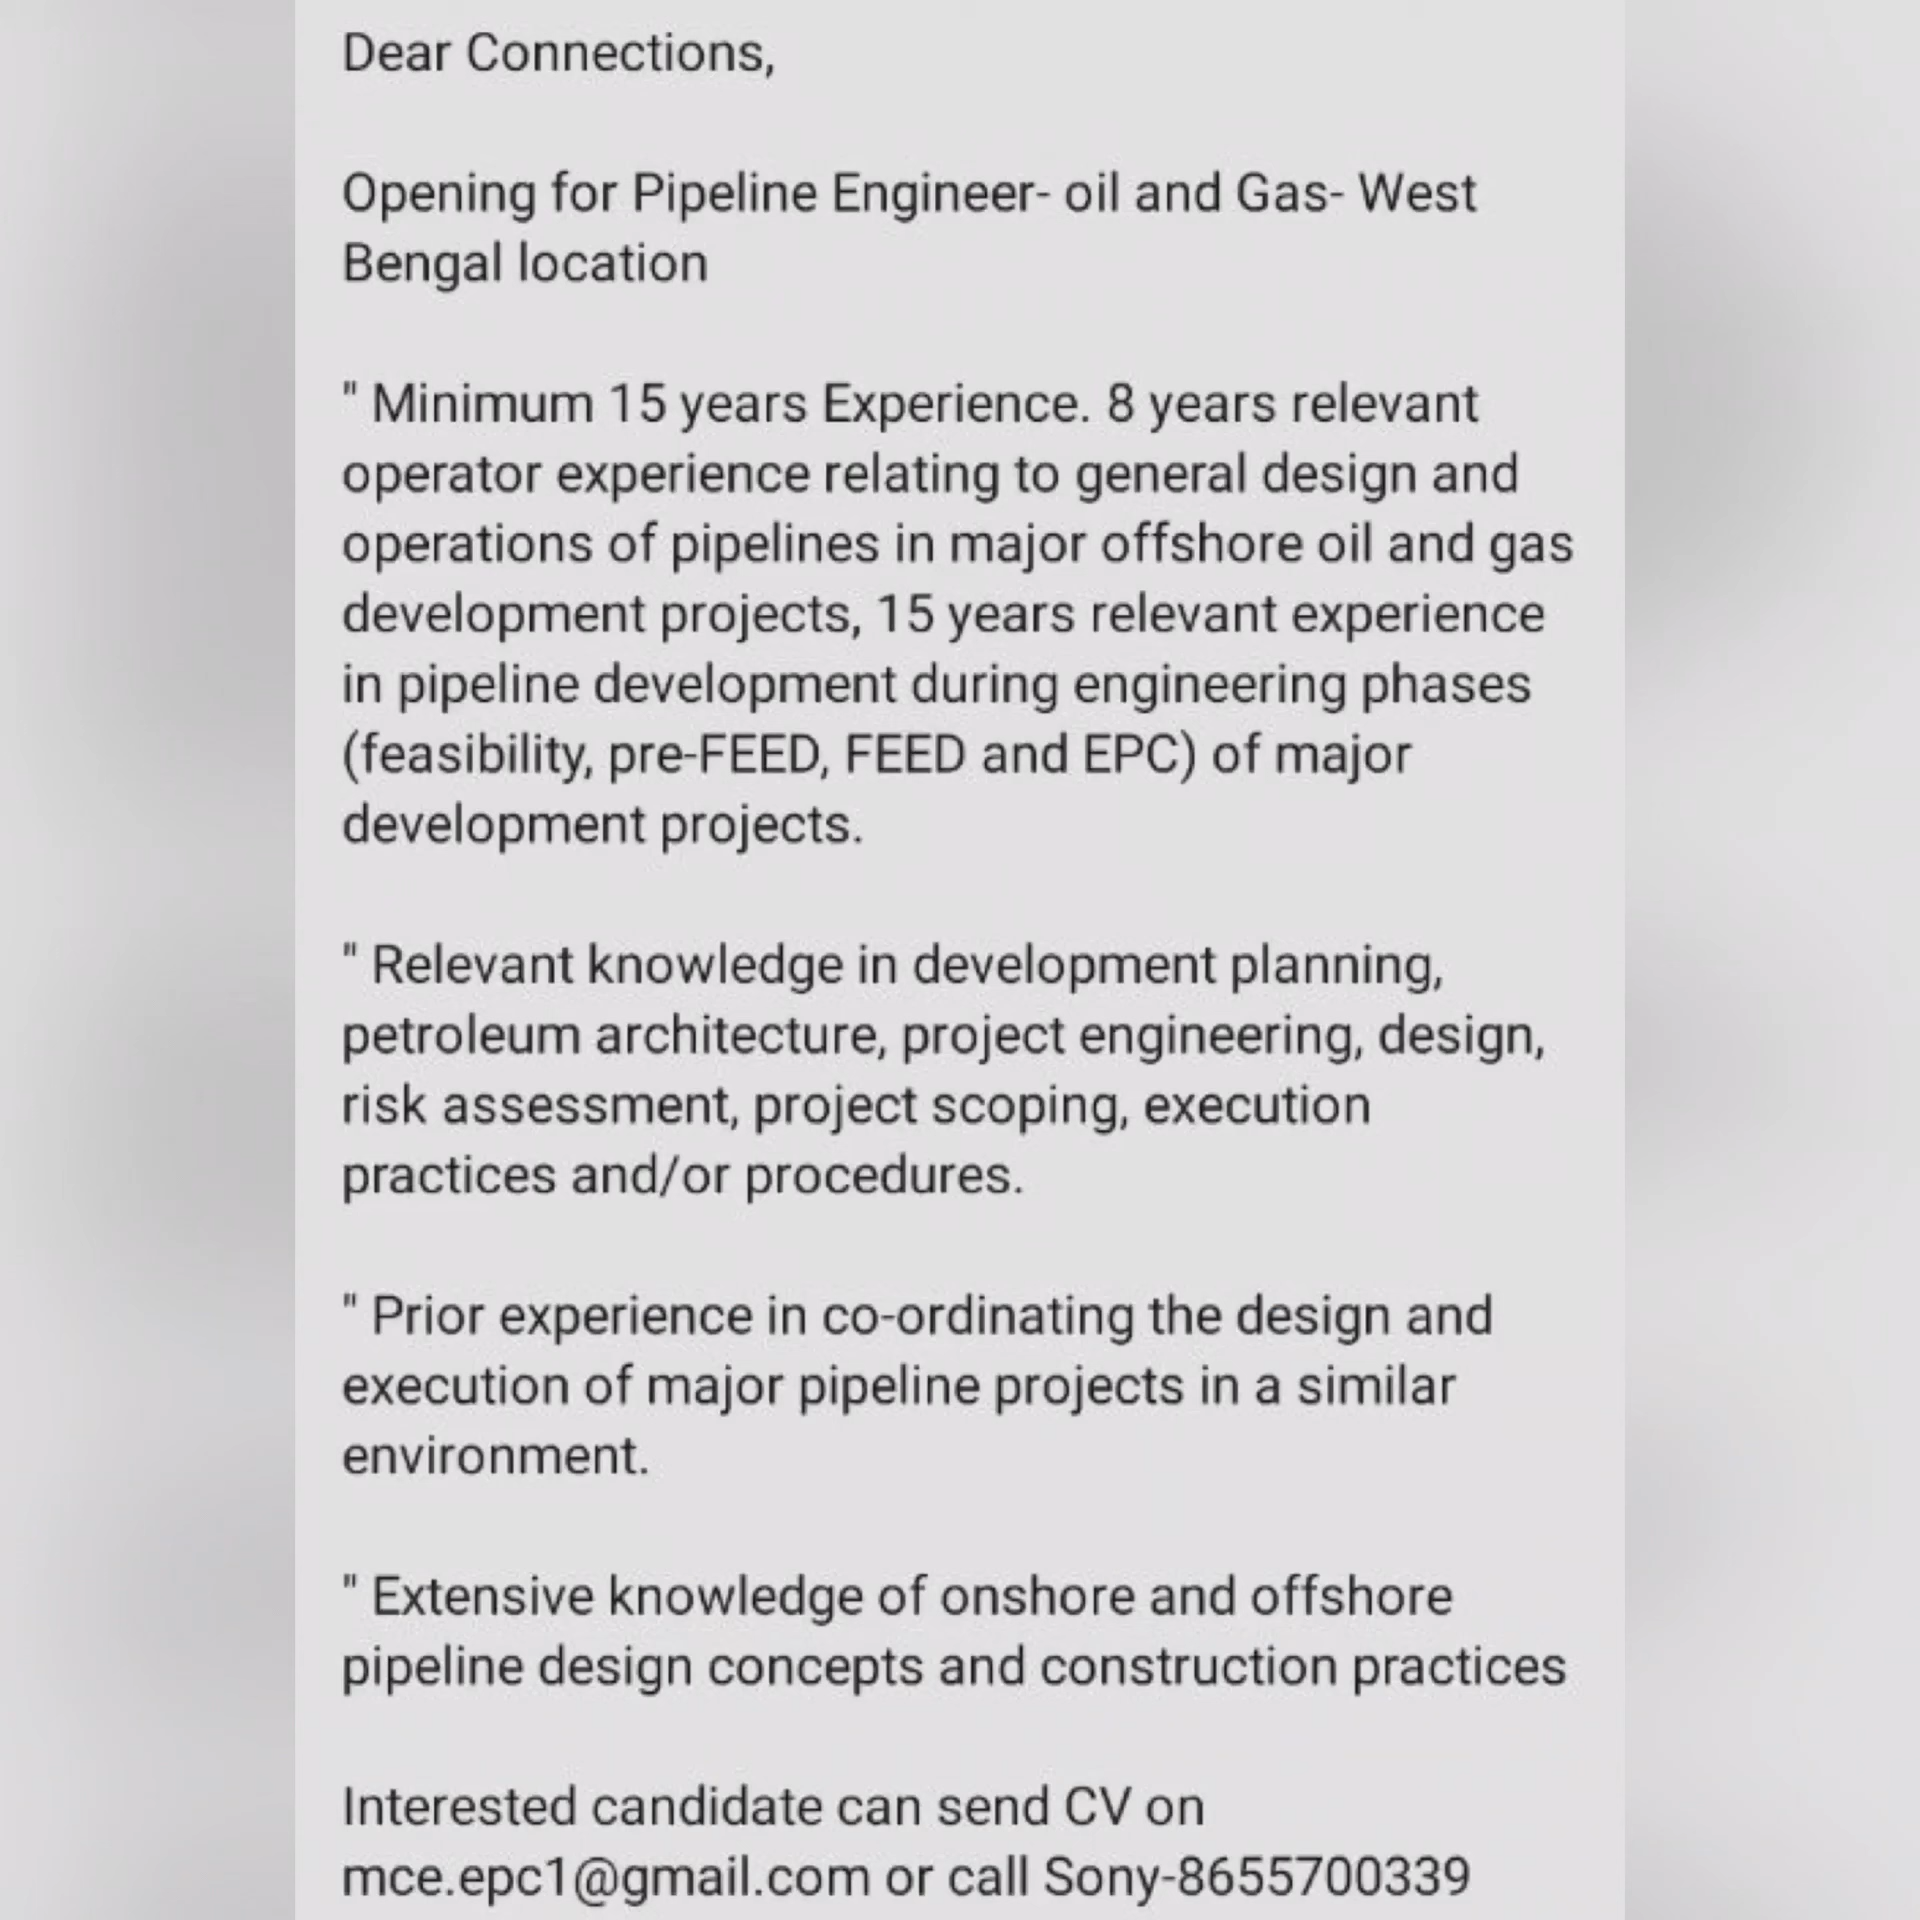 Dear Connections,
Opening for Pipeline Engineer- oil and Gas- West
Bengal location
" Minimum 15 years Experience. 8 years relevant
operator experience relating to general design and
operations of pipelines in major offshore oil and gas
development projects, 15 years relevant experience
in pipeline development during engineering phases
(feasibility, pre-FEED, FEED and EPC) of major
development projects.
" Relevant knowledge in development planning,
petroleum architecture, project engineering, design,
risk assessment, project scoping, execution
practices and/or procedures.
" Prior experience in co-ordinating the design and
execution of major pipeline projects in a similar
environment.
" Extensive knowledge of onshore and offshore
pipeline design concepts and construction practices
Interested candidate can send CV on
mce.epc1@gmail.com or call Sony-8655700339